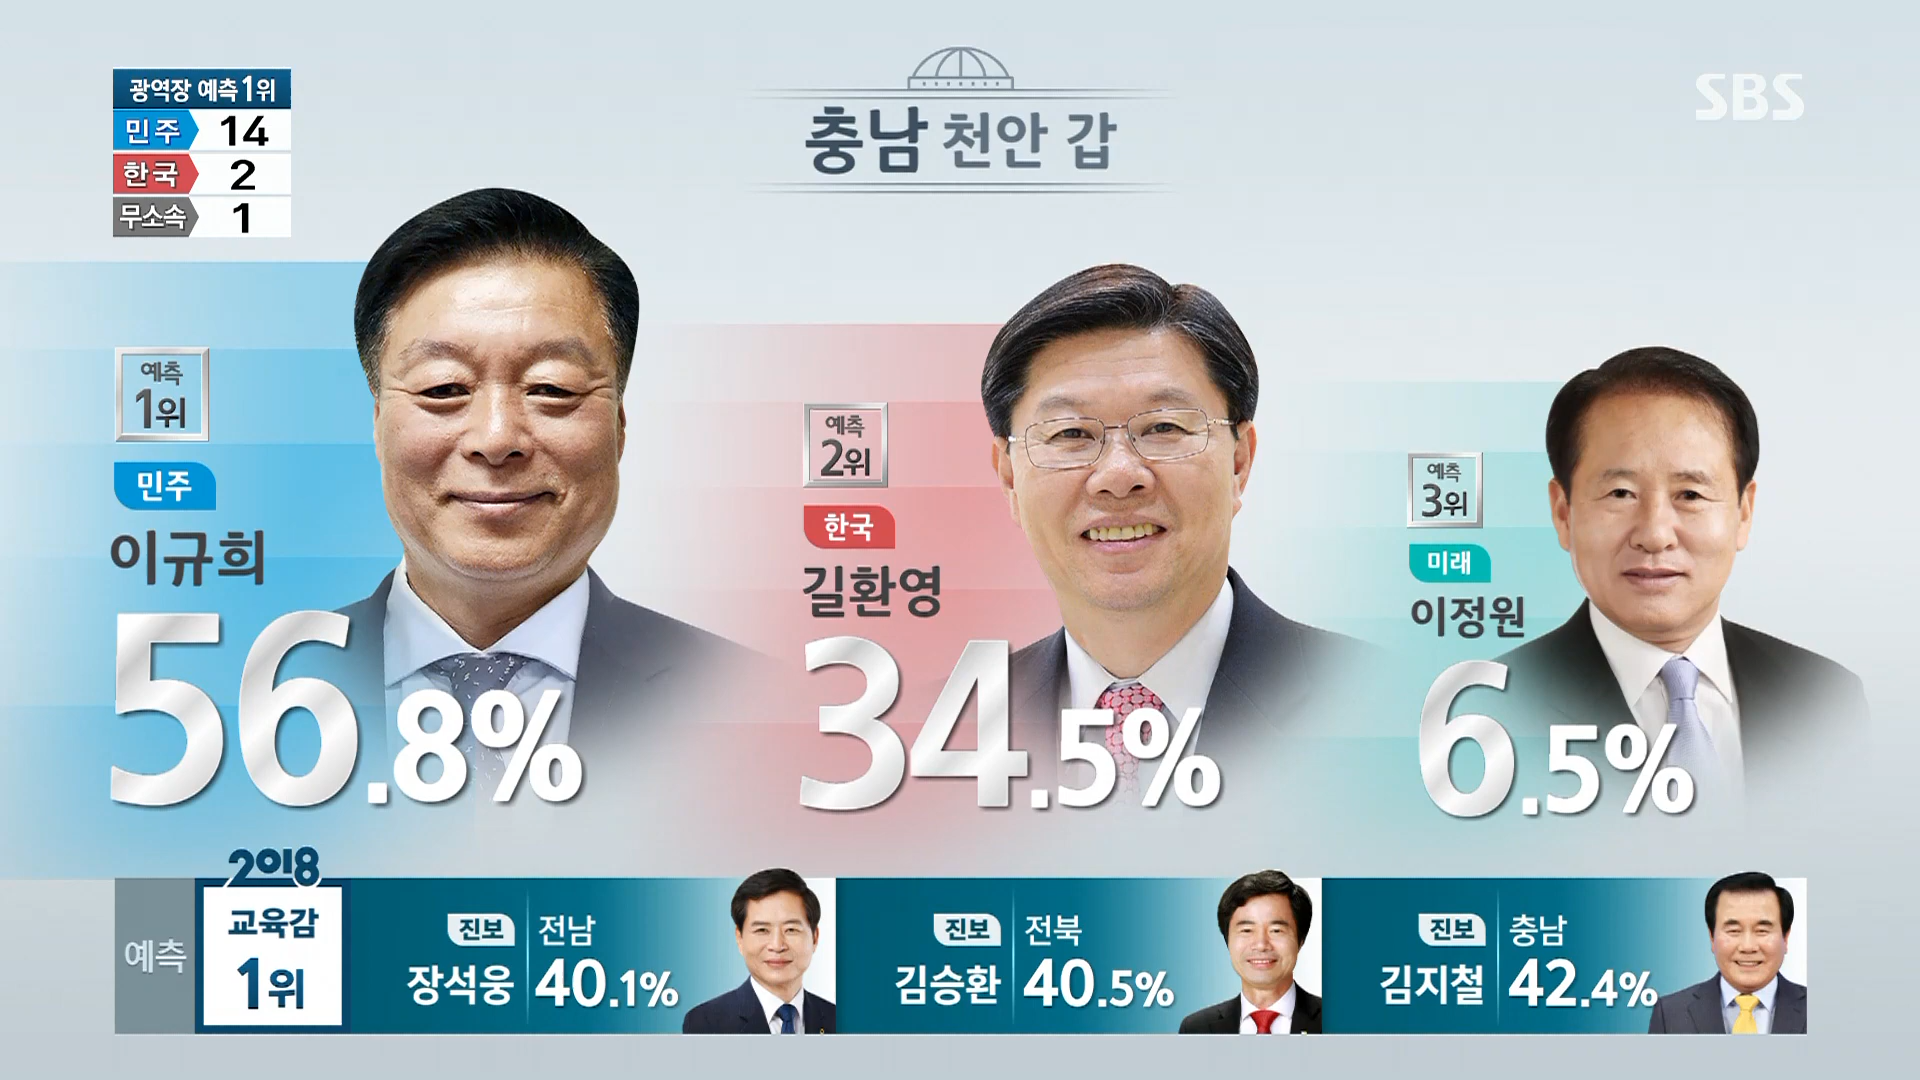 광역장 예측 1위
민주 14
한국 2
무소속 1
충남 천안 갑
SBS
예측
1위
민주
이규희
56.8%
예측
2위
한국
길환영
34.5%
예측
3위
미래
이정원
6.5%
예측
2018
교육감
1위
진보 전남
장석웅 40.1%
진보 전북
김승환 40.5%
진보 충남
김지철 42.4%